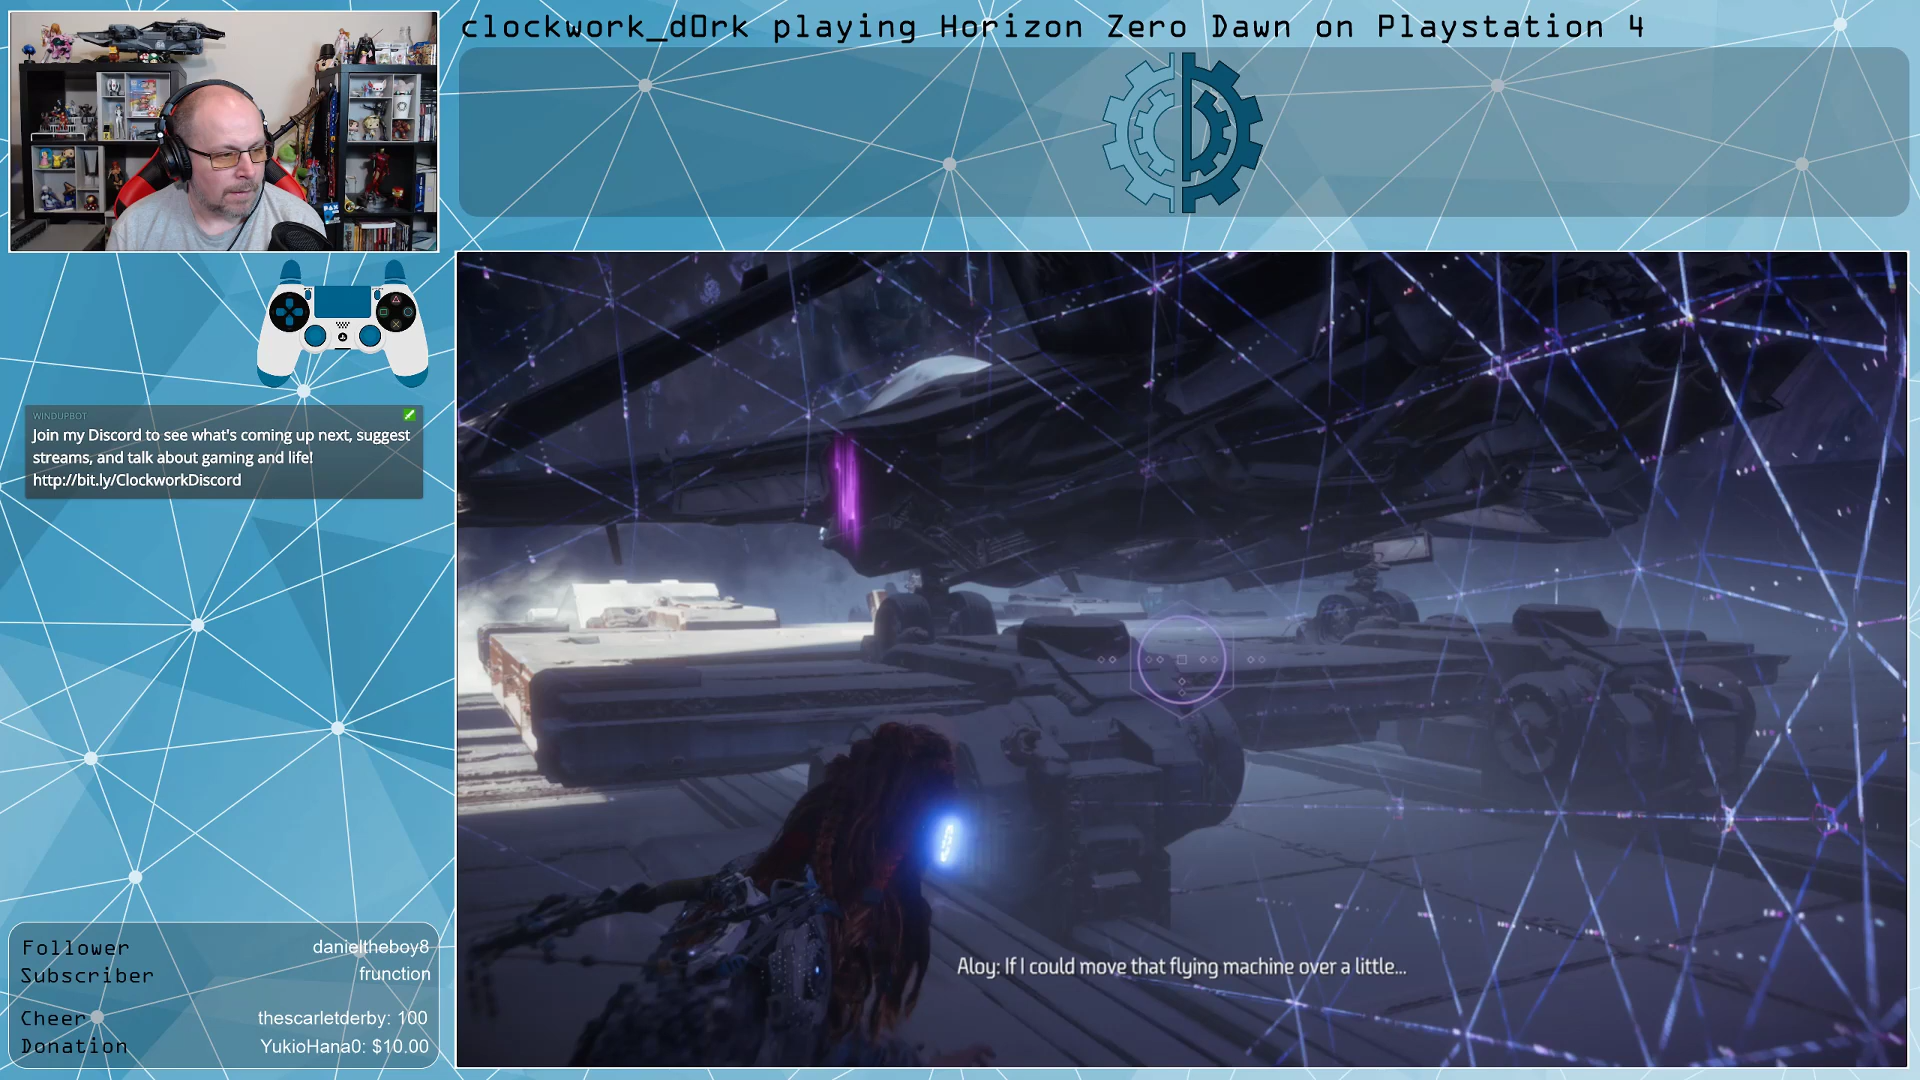 clockwork_d0rk playing Horizon Zero Dawn on Playstation 4
WINDUPBOT
Join my Discord to see what's coming up next, suggest
streams, and talk about gaming and life!
http://bit.ly/ClockworkDiscord
Aloy: If I could move that flying machine over a little...
Follower danieltheboy8
Subscriber frunction
Cheer thescarletderby: 100
Donation YukioHana0: $10.00